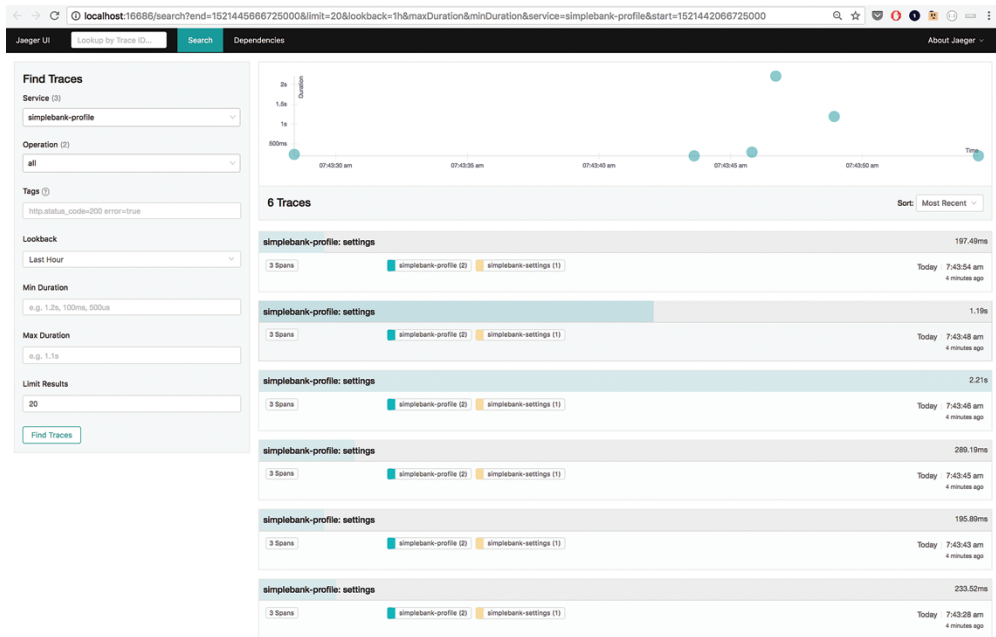 localhost:16686/search?end=1521445666725000&limit=20&lookback=1h&maxDuration&minDuration&service=simplebank-profile&start=1521442066725000
Jaeger UI
Lookup by Trace ID...
Search
Dependencies
About Jaeger
Find Traces
Service (3)
simplebank-profile
Operation (2)
all
Tags
http.status_code=200 error=true
Lookback
Last Hour
Min Duration
e.g. 1.2s, 100ms, 500us
Max Duration
e.g. 1.1s
Limit Results
20
Find Traces
Duration
2s
1.5s
1s
500ms
Time
07:43:30 am
07:43:35 am
07:43:40 am
07:43:45 am
07:43:50 am
6 Traces
Sort: Most Recent
simplebank-profile: settings 197.49ms
3 Spans simplebank-profile (2) simplebank-settings (1) Today 7:43:54 am
4 minutes ago
simplebank-profile: settings 1.19s
3 Spans simplebank-profile (2) simplebank-settings (1) Today 7:43:48 am
4 minutes ago
simplebank-profile: settings 2.21s
3 Spans simplebank-profile (2) simplebank-settings (1) Today 7:43:46 am
4 minutes ago
simplebank-profile: settings 289.19ms
3 Spans simplebank-profile (2) simplebank-settings (1) Today 7:43:45 am
4 minutes ago
simplebank-profile: settings 195.89ms
3 Spans simplebank-profile (2) simplebank-settings (1) Today 7:43:43 am
4 minutes ago
simplebank-profile: settings 233.52ms
3 Spans simplebank-profile (2) simplebank-settings (1) Today 7:43:28 am
4 minutes ago